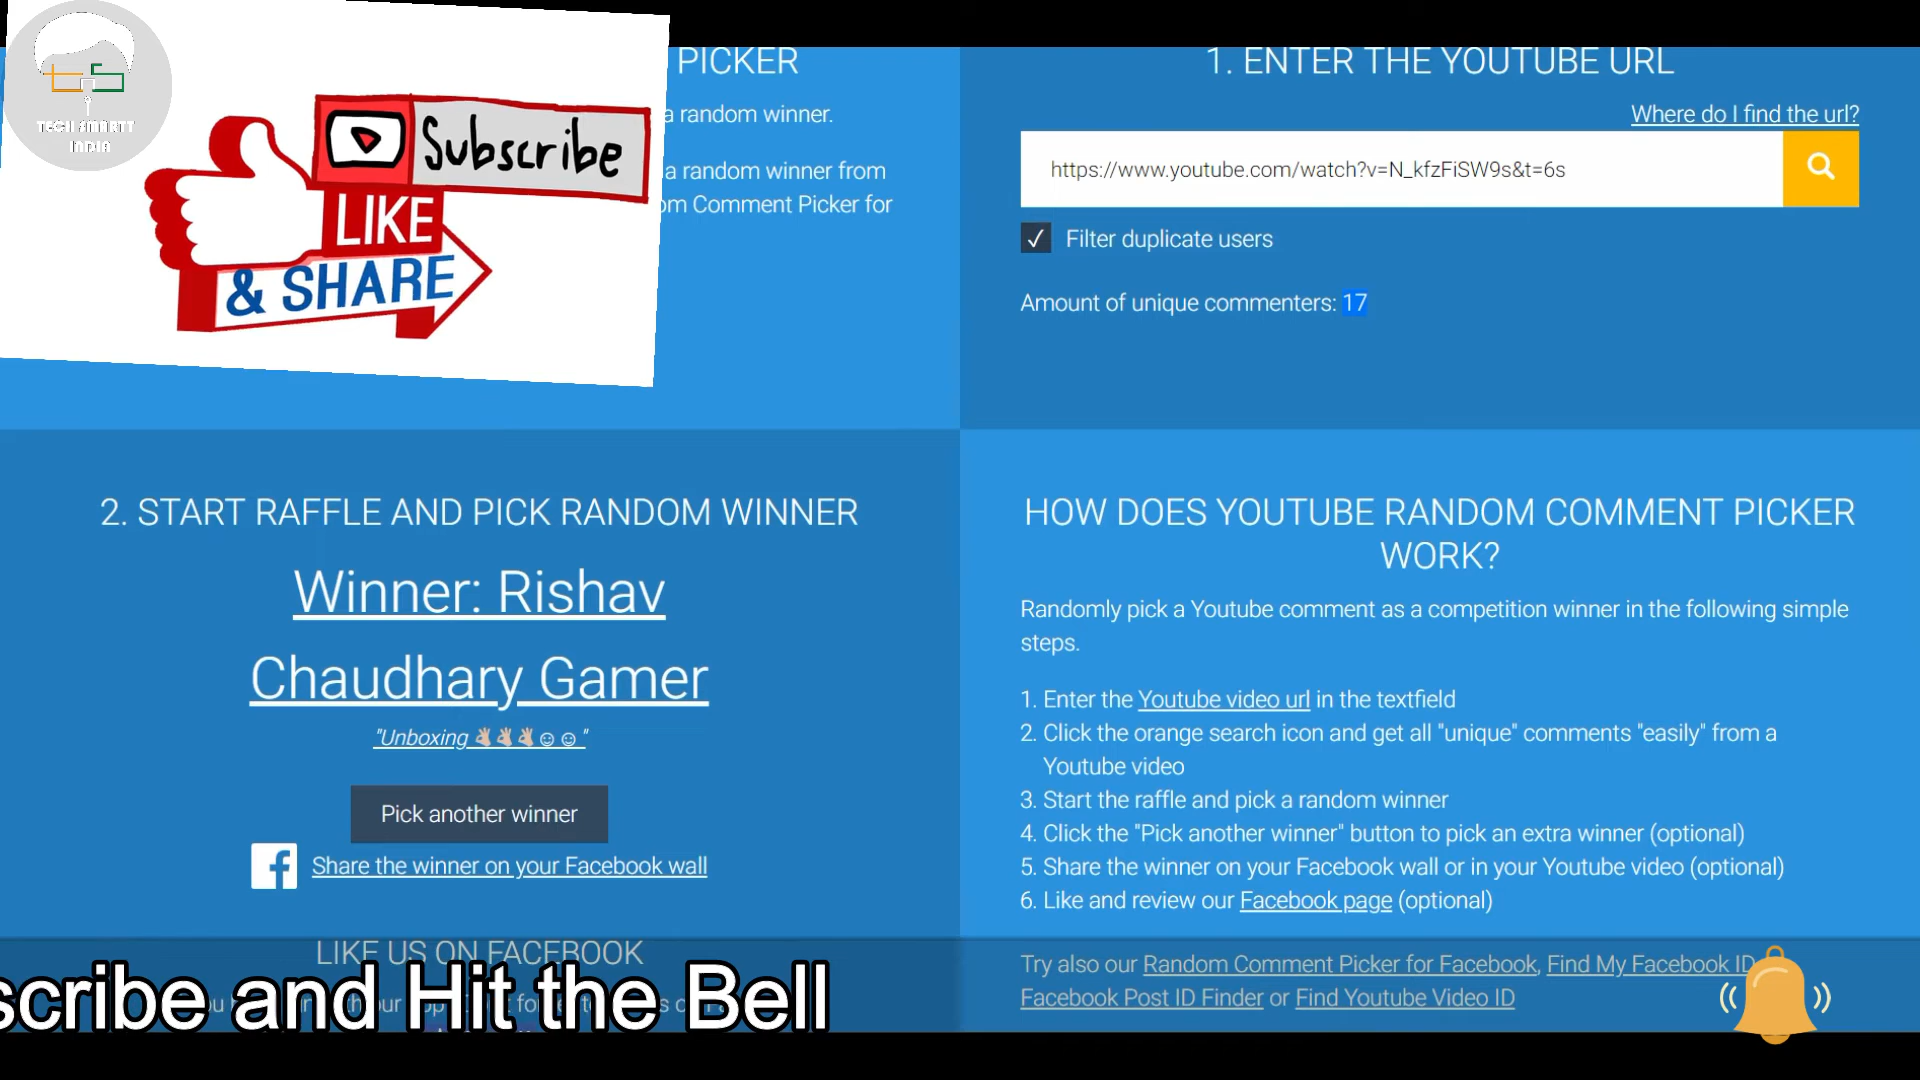 TECH SMARTT
INDIA
Subscribe
LIKE
& SHARE
PICKER
a random winner.
a random winner from
om Comment Picker for
1. ENTER THE YOUTUBE URL
Where do I find the url?
https://www.youtube.com/watch?v=N_kfzFiSW9s&t=6s
✓ Filter duplicate users
Amount of unique commenters: 17
2. START RAFFLE AND PICK RANDOM WINNER
Winner: Rishav
Chaudhary Gamer
"Unboxing 👌🏼👌🏼👌🏼☺☺"
Pick another winner
Share the winner on your Facebook wall
HOW DOES YOUTUBE RANDOM COMMENT PICKER
WORK?
Randomly pick a Youtube comment as a competition winner in the following simple
steps.
1. Enter the Youtube video url in the textfield
2. Click the orange search icon and get all "unique" comments "easily" from a
Youtube video
3. Start the raffle and pick a random winner
4. Click the "Pick another winner" button to pick an extra winner (optional)
5. Share the winner on your Facebook wall or in your Youtube video (optional)
6. Like and review our Facebook page (optional)
LIKE US ON FACEBOOK
scribe and Hit the Bell
Try also our Random Comment Picker for Facebook, Find My Facebook ID
Facebook Post ID Finder or Find Youtube Video ID